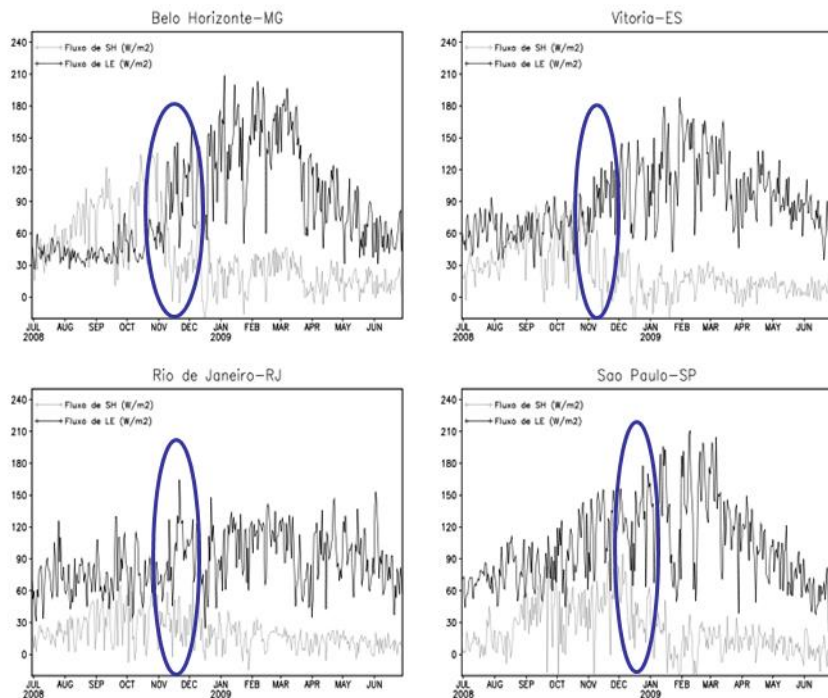 Belo Horizonte-MG
240
Fluxo de SH (W/m2)
210
Fluxo de LE (W/m2)
180
150
120
90
60
30
0
JUL AUG SEP OCT NOV DEC JAN FEB MAR APR MAY JUN
2008 2009
Vitoria-ES
240
Fluxo de SH (W/m2)
210
Fluxo de LE (W/m2)
180
150
120
90
60
30
0
JUL AUG SEP OCT NOV DEC JAN FEB MAR APR MAY JUN
2008 2009
Rio de Janeiro-RJ
240
Fluxo de SH (W/m2)
210
Fluxo de LE (W/m2)
180
150
120
90
60
30
0
JUL AUG SEP OCT NOV DEC JAN FEB MAR APR MAY JUN
2008 2009
Sao Paulo-SP
240
Fluxo de SH (W/m2)
210
Fluxo de LE (W/m2)
180
150
120
90
60
30
0
JUL AUG SEP OCT NOV DEC JAN FEB MAR APR MAY JUN
2008 2009